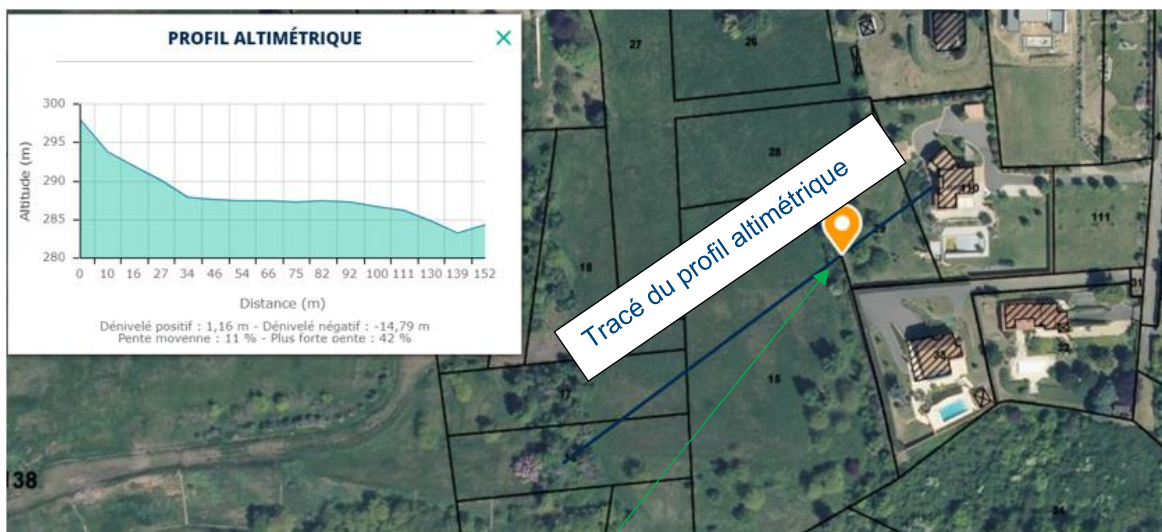 PROFIL ALTIMÉTRIQUE
×
300
295
290
285
280
Altitude (m)
0 10 16 27 34 46 54 66 75 82 92 100 111 130 139 152
Distance (m)
Dénivelé positif : 1,16 m - Dénivelé négatif : -14,79 m
Pente moyenne : 11 % - Plus forte pente : 42 %
27
26
28
110
111
18
29
31
Tracé du profil altimétrique
33
32
17
15
138
34